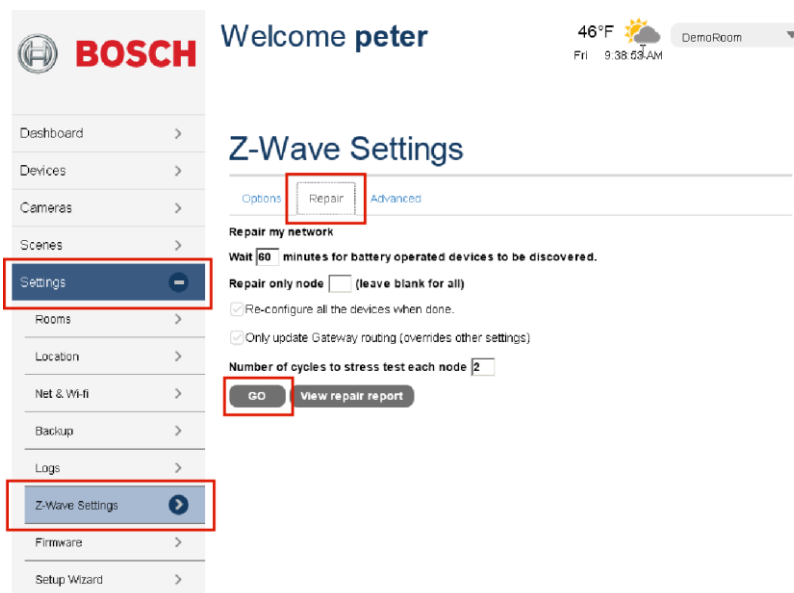 BOSCH
Welcome peter
46°F
DemoRoom
Fri 9:38:53 AM
Dashboard
Devices
Cameras
Scenes
Settings
Rooms
Location
Net & Wi-fi
Backup
Logs
Z-Wave Settings
Firmware
Setup Wizard
Z-Wave Settings
Options Repair Advanced
Repair my network
Wait 60 minutes for battery operated devices to be discovered.
Repair only node (leave blank for all)
Re-configure all the devices when done.
Only update Gateway routing (overrides other settings)
Number of cycles to stress test each node 2
GO View repair report